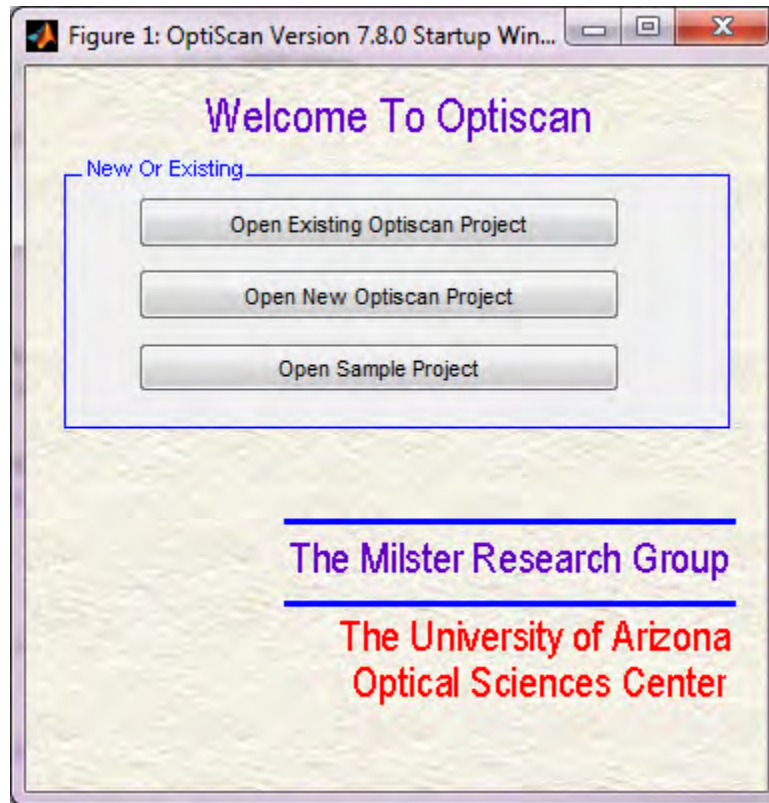 Figure 1: OptiScan Version 7.8.0 Startup Win...
Welcome To Optiscan
New Or Existing
Open Existing Optiscan Project
Open New Optiscan Project
Open Sample Project
The Milster Research Group
The University of Arizona
Optical Sciences Center